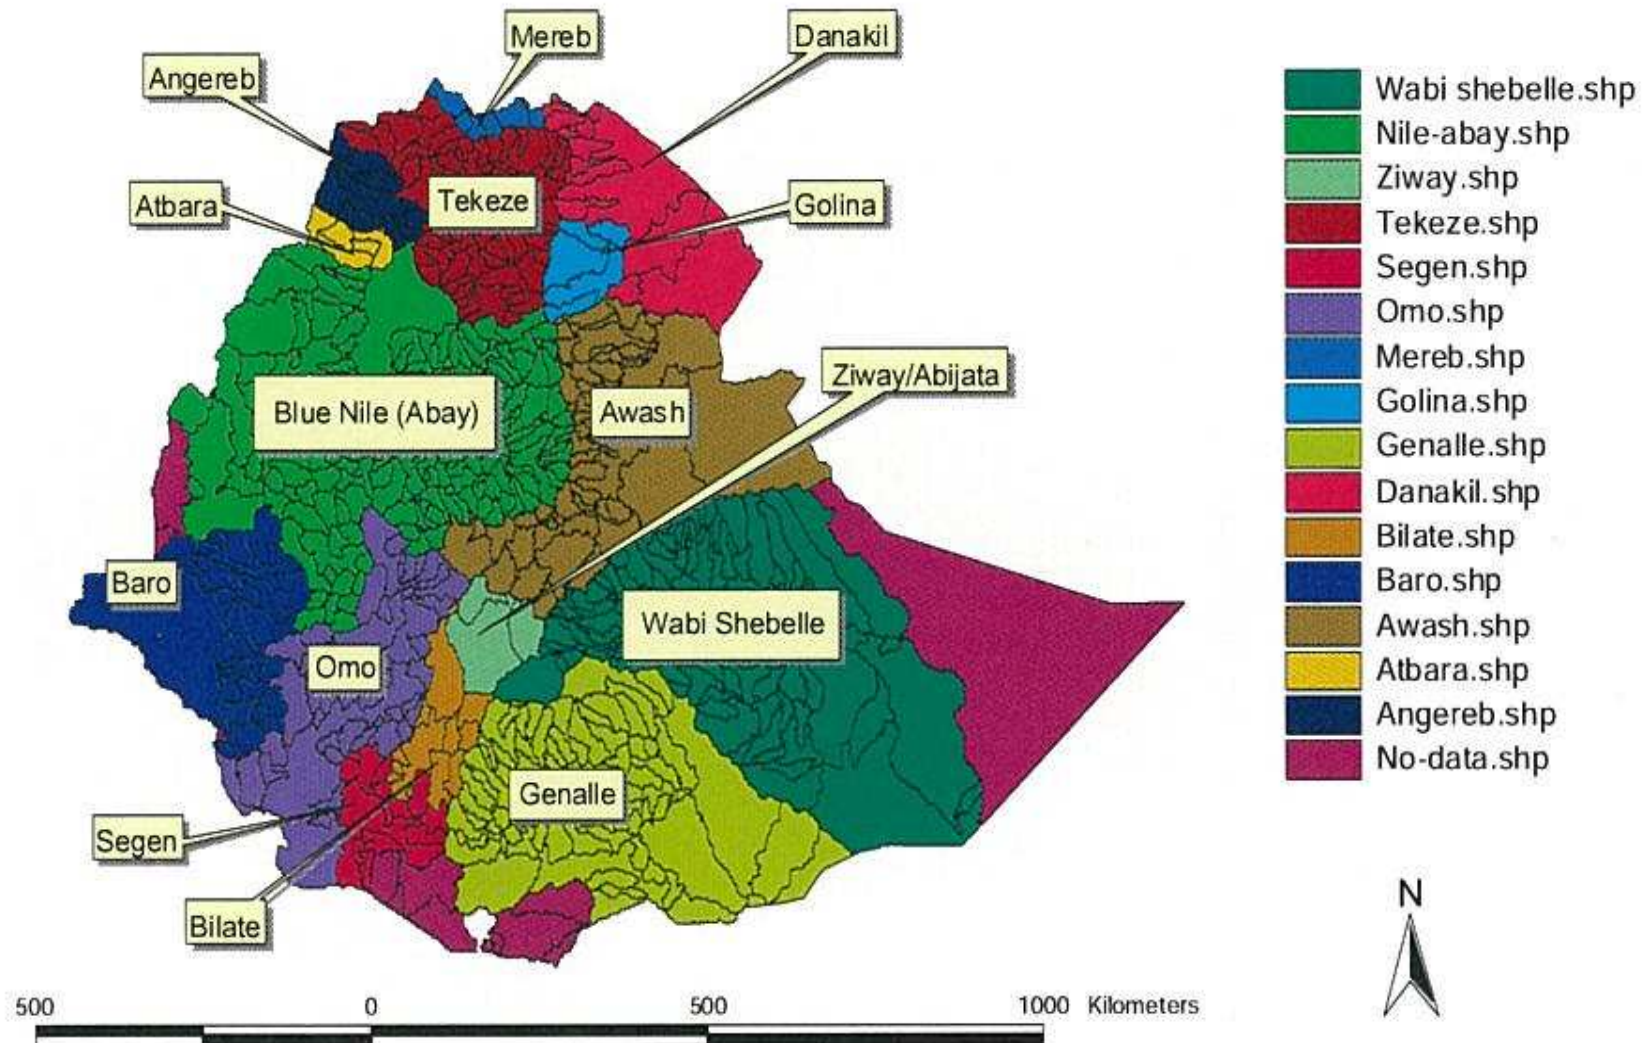 Mereb
Danakil
Angereb
Atbara
Tekeze
Golina
Ziway/Abijata
Blue Nile (Abay)
Awash
Baro
Wabi Shebelle
Omo
Genalle
Segen
Bilate
Wabi shebelle.shp
Nile-abay.shp
Ziway.shp
Tekeze.shp
Segen.shp
Omo.shp
Mereb.shp
Golina.shp
Genalle.shp
Danakil.shp
Bilate.shp
Baro.shp
Awash.shp
Atbara.shp
Angereb.shp
No-data.shp
N
500 0 500 1000 Kilometers